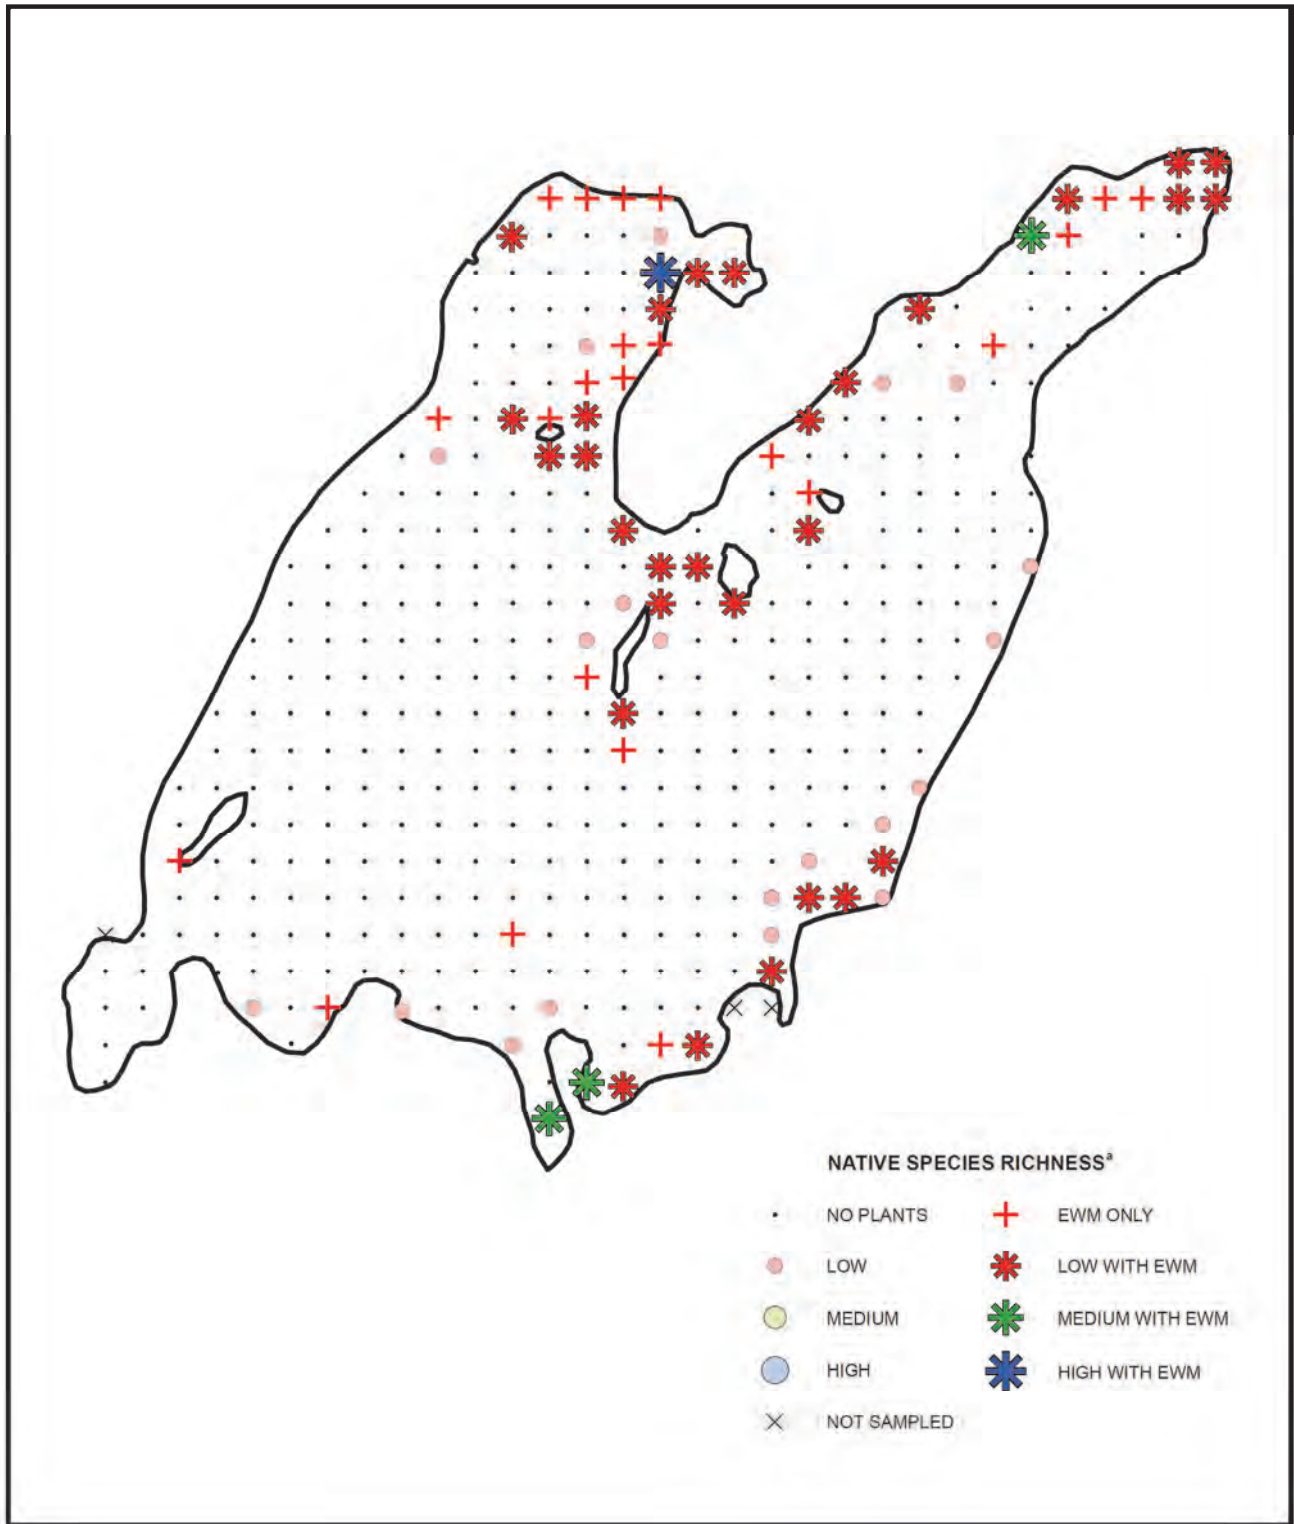 NATIVE SPECIES RICHNESSᵃ
NO PLANTS
EWM ONLY
LOW
LOW WITH EWM
MEDIUM
MEDIUM WITH EWM
HIGH
HIGH WITH EWM
NOT SAMPLED